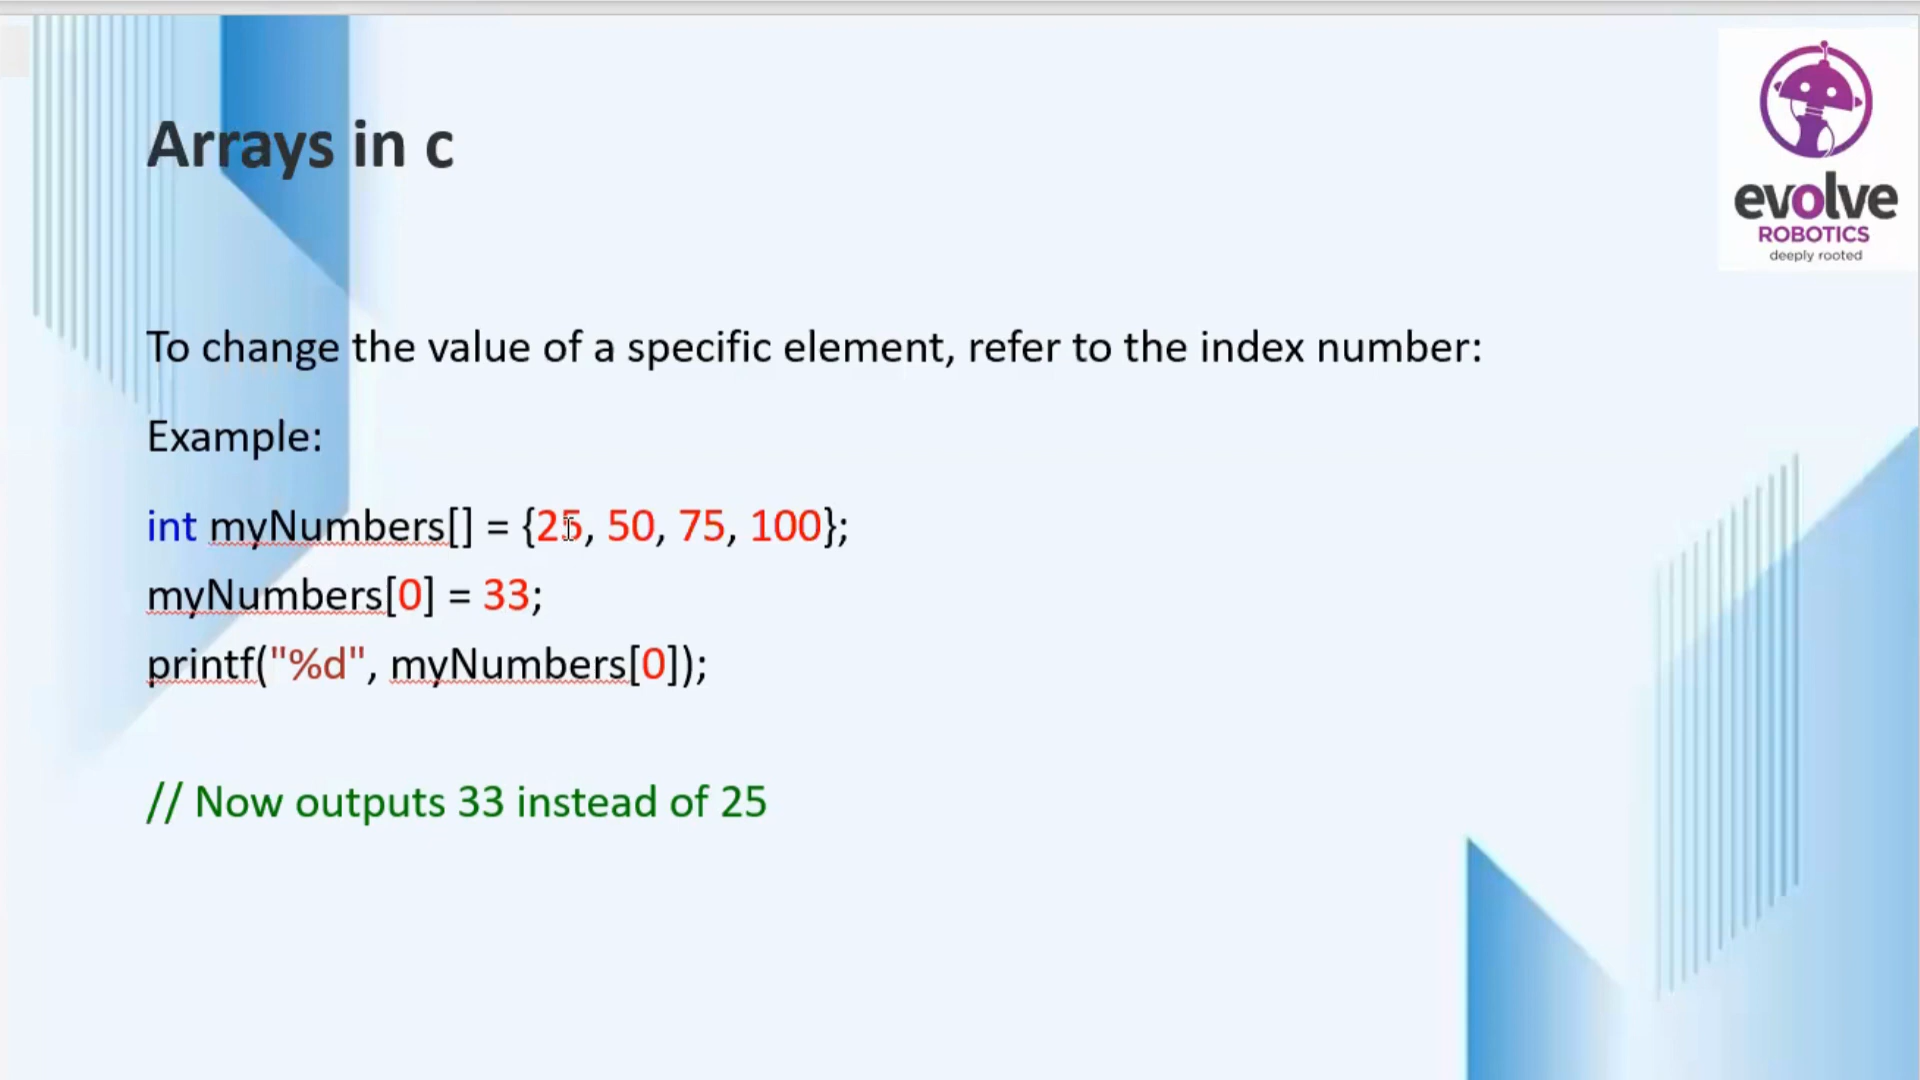 evolve
ROBOTICS
deeply rooted
Arrays in c
To change the value of a specific element, refer to the index number:
Example:
int myNumbers[] = {25, 50, 75, 100};
myNumbers[0] = 33;
printf("%d", myNumbers[0]);
// Now outputs 33 instead of 25